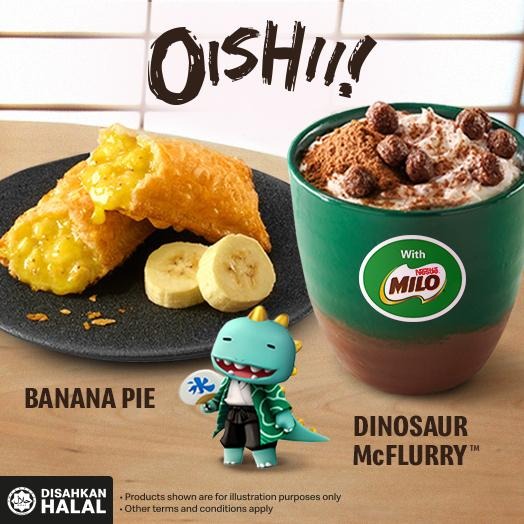 OISHII!
With
Nestlé
MILO
BANANA PIE
水
DINOSAUR
McFLURRY™
DISAHKAN
HALAL
• Products shown are for illustration purposes only
• Other terms and conditions apply